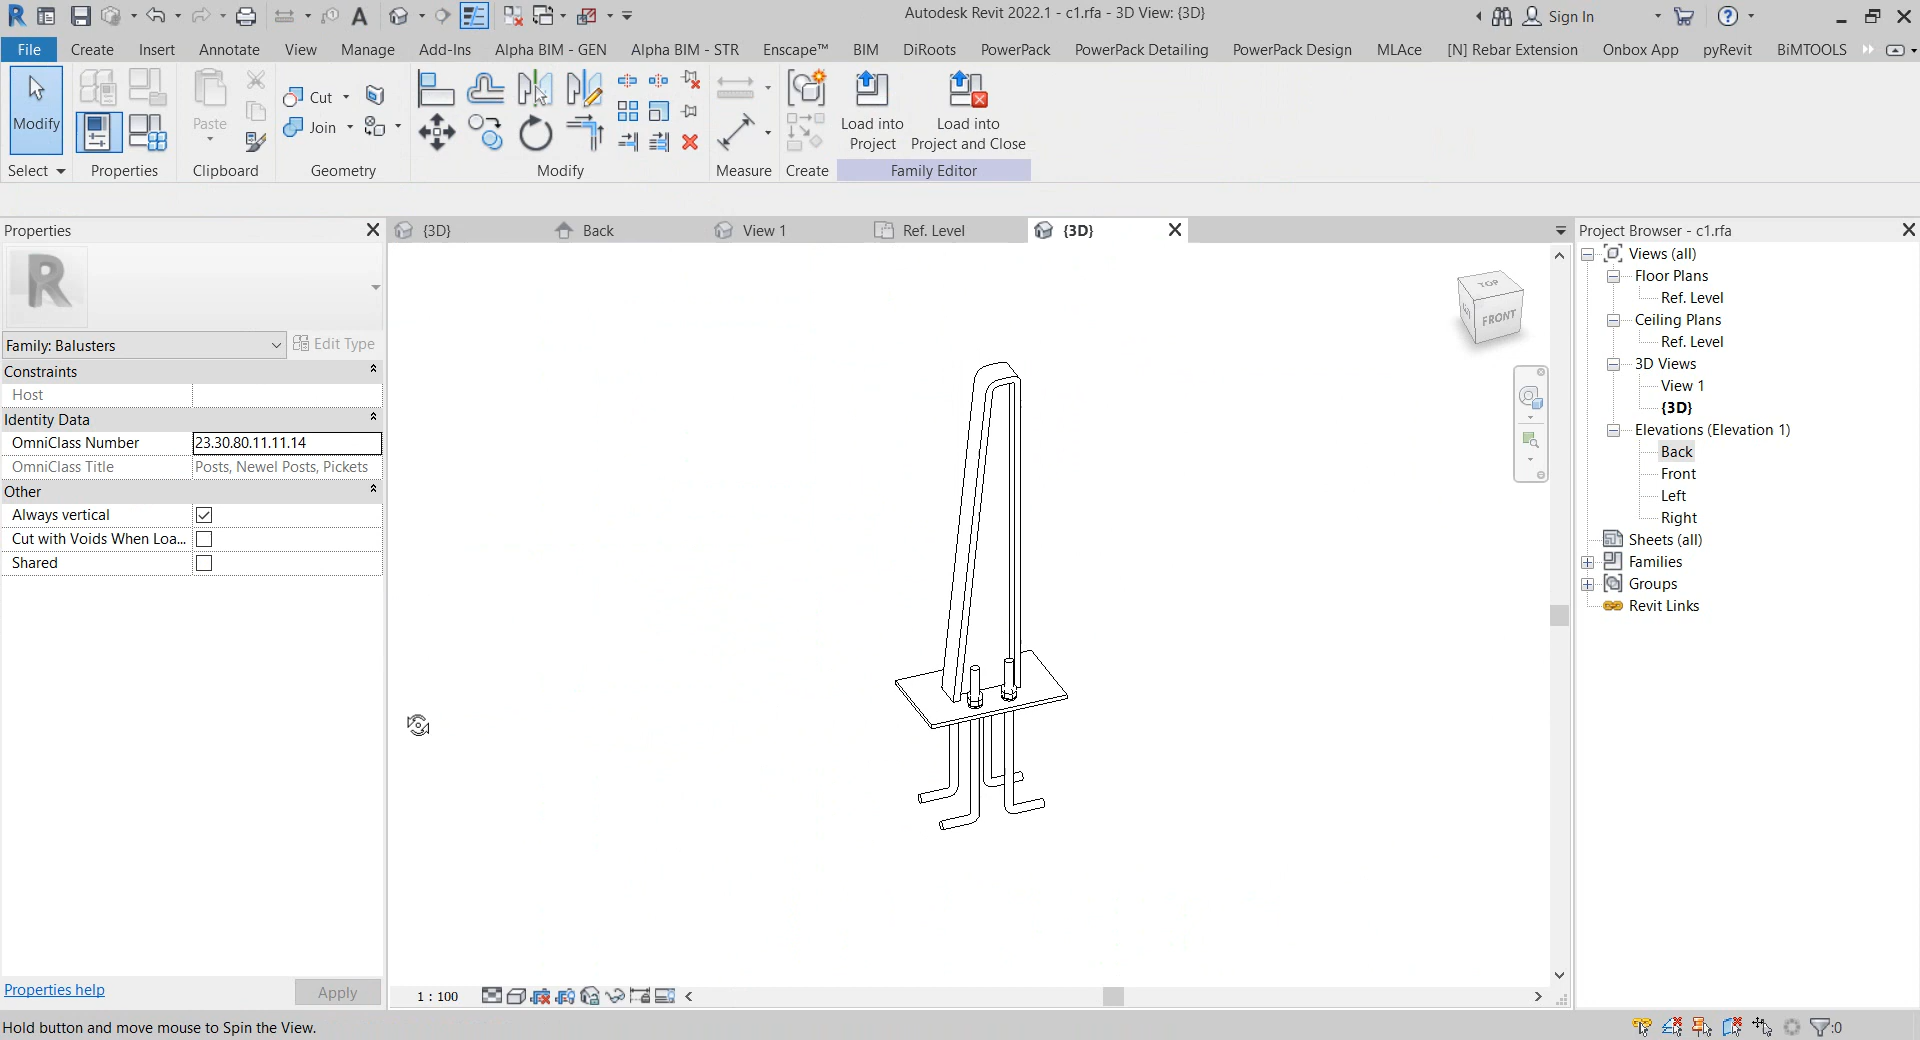 Autodesk Revit 2022.1 - c1.rfa - 3D View: {3D}
Sign In
File Create Insert Annotate View Manage Add-Ins Alpha BIM - GEN Alpha BIM - STR Enscape™ BIM DiRoots PowerPack PowerPack Detailing PowerPack Design MLAce [N] Rebar Extension Onbox App pyRevit BiMTOOLS
Modify
Paste
Cut
Join
Load into
Project
Load into
Project and Close
Select Properties Clipboard Geometry Modify Measure Create Family Editor
Properties
{3D}
Back
View 1
Ref. Level
{3D}
Project Browser - c1.rfa
R
Family: Balusters
Edit Type
Constraints
Host
Identity Data
OmniClass Number 23.30.80.11.11.14
OmniClass Title Posts, Newel Posts, Pickets
Other
Always vertical
Cut with Voids When Loa...
Shared
TOP
FRONT
Views (all)
Floor Plans
Ref. Level
Ceiling Plans
Ref. Level
3D Views
View 1
{3D}
Elevations (Elevation 1)
Back
Front
Left
Right
Sheets (all)
Families
Groups
Revit Links
Properties help
Apply
1 : 100
Hold button and move mouse to Spin the View.
:0